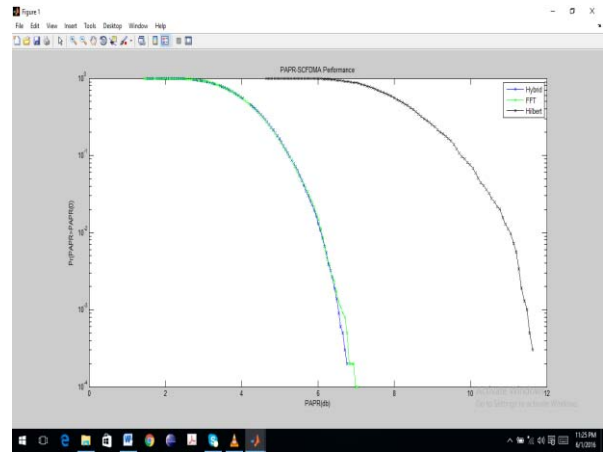 Figure 1
File Edit View Insert Tools Desktop Window Help
PAPR-SCFDMA Performance
Hybrid
FFT
Hilbert
10^0
10^-1
10^-2
10^-3
10^-4
Pr(PAPR>PAPR0)
0 2 4 6 8 10 12
PAPR(db)
11:25 PM
6/1/2016